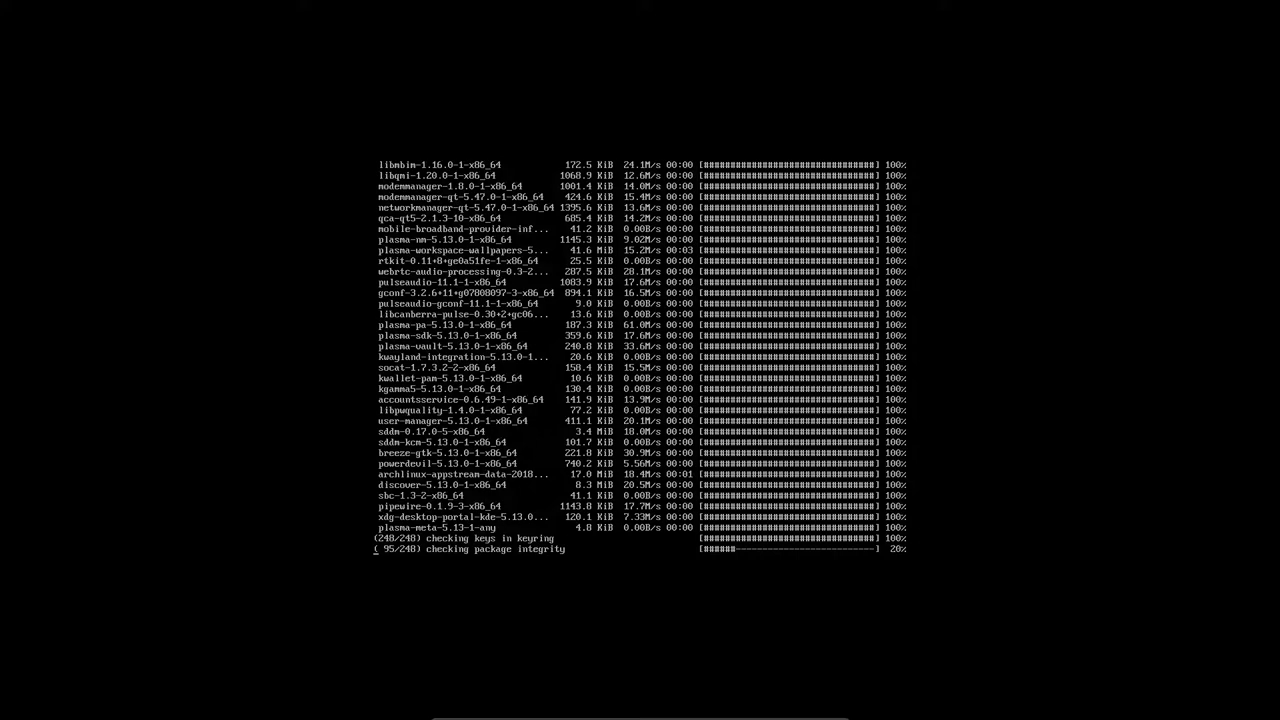 libmbim-1.16.0-1-x86_64 172.5 KiB 24.1M/s 00:00 [################################] 100%
libqmi-1.20.0-1-x86_64 1068.9 KiB 12.6M/s 00:00 [################################] 100%
modemmanager-1.8.0-1-x86_64 1001.4 KiB 14.0M/s 00:00 [################################] 100%
modemmanager-qt-5.47.0-1-x86_64 424.6 KiB 15.4M/s 00:00 [################################] 100%
networkmanager-qt-5.47.0-1-x86_64 1395.6 KiB 13.6M/s 00:00 [################################] 100%
qca-qt5-2.1.3-10-x86_64 685.4 KiB 14.2M/s 00:00 [################################] 100%
mobile-broadband-provider-inf... 41.2 KiB 0.00B/s 00:00 [################################] 100%
plasma-nm-5.13.0-1-x86_64 1145.3 KiB 9.02M/s 00:00 [################################] 100%
plasma-workspace-wallpapers-5... 41.6 MiB 15.2M/s 00:03 [################################] 100%
rtkit-0.11+8+ge0a51fe-1-x86_64 25.5 KiB 0.00B/s 00:00 [################################] 100%
webrtc-audio-processing-0.3-2... 287.5 KiB 28.1M/s 00:00 [################################] 100%
pulseaudio-11.1-1-x86_64 1083.9 KiB 17.6M/s 00:00 [################################] 100%
gconf-3.2.6+11+g07808097-3-x86_64 894.1 KiB 16.5M/s 00:00 [################################] 100%
pulseaudio-gconf-11.1-1-x86_64 9.0 KiB 0.00B/s 00:00 [################################] 100%
libcanberra-pulse-0.30+2+gc06... 13.6 KiB 0.00B/s 00:00 [################################] 100%
plasma-pa-5.13.0-1-x86_64 187.3 KiB 61.0M/s 00:00 [################################] 100%
plasma-sdk-5.13.0-1-x86_64 359.6 KiB 17.6M/s 00:00 [################################] 100%
plasma-vault-5.13.0-1-x86_64 240.8 KiB 33.6M/s 00:00 [################################] 100%
kwayland-integration-5.13.0-1... 20.6 KiB 0.00B/s 00:00 [################################] 100%
socat-1.7.3.2-2-x86_64 158.4 KiB 15.5M/s 00:00 [################################] 100%
kwallet-pam-5.13.0-1-x86_64 10.6 KiB 0.00B/s 00:00 [################################] 100%
kgamma5-5.13.0-1-x86_64 130.4 KiB 0.00B/s 00:00 [################################] 100%
accountsservice-0.6.49-1-x86_64 141.9 KiB 13.9M/s 00:00 [################################] 100%
libpwquality-1.4.0-1-x86_64 77.2 KiB 0.00B/s 00:00 [################################] 100%
user-manager-5.13.0-1-x86_64 411.1 KiB 20.1M/s 00:00 [################################] 100%
sddm-0.17.0-5-x86_64 3.4 MiB 18.0M/s 00:00 [################################] 100%
sddm-kcm-5.13.0-1-x86_64 101.7 KiB 0.00B/s 00:00 [################################] 100%
breeze-gtk-5.13.0-1-x86_64 221.8 KiB 30.9M/s 00:00 [################################] 100%
powerdevil-5.13.0-1-x86_64 740.2 KiB 5.56M/s 00:00 [################################] 100%
archlinux-appstream-data-2018... 17.0 MiB 18.4M/s 00:01 [################################] 100%
discover-5.13.0-1-x86_64 8.3 MiB 20.5M/s 00:00 [################################] 100%
sbc-1.3-2-x86_64 41.1 KiB 0.00B/s 00:00 [################################] 100%
pipewire-0.1.9-3-x86_64 1143.8 KiB 17.7M/s 00:00 [################################] 100%
xdg-desktop-portal-kde-5.13.0... 120.1 KiB 7.33M/s 00:00 [################################] 100%
plasma-meta-5.13-1-any 4.8 KiB 0.00B/s 00:00 [################################] 100%
(248/248) checking keys in keyring [################################] 100%
( 95/248) checking package integrity [######--------------------------] 20%